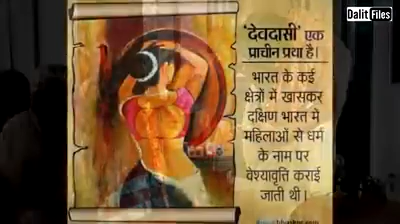 Dalit Files
'देवदासी' एक
प्राचीन प्रथा है।
भारत के कई
क्षेत्रों में खासकर
दक्षिण भारत में
महिलाओं से धर्म
के नाम पर
वेश्यावृत्ति कराई
जाती थी।